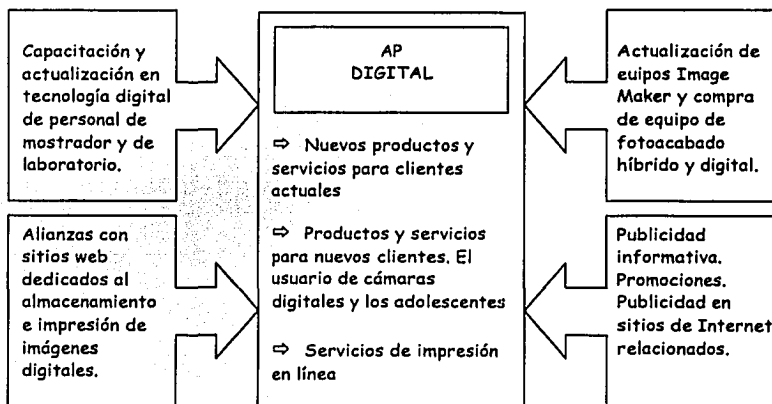 Capacitación y
actualización en
tecnología digital
de personal de
mostrador y de
laboratorio.
Alianzas con
sitios web
dedicados al
almacenamiento
e impresión de
imágenes
digitales.
AP
DIGITAL
⇨ Nuevos productos y
servicios para clientes
actuales
⇨ Productos y servicios
para nuevos clientes. El
usuario de cámaras
digitales y los adolescentes
⇨ Servicios de impresión
en línea
Actualización de
euipos Image
Maker y compra
de equipo de
fotoacabado
híbrido y digital.
Publicidad
informativa.
Promociones.
Publicidad en
sitios de Internet
relacionados.